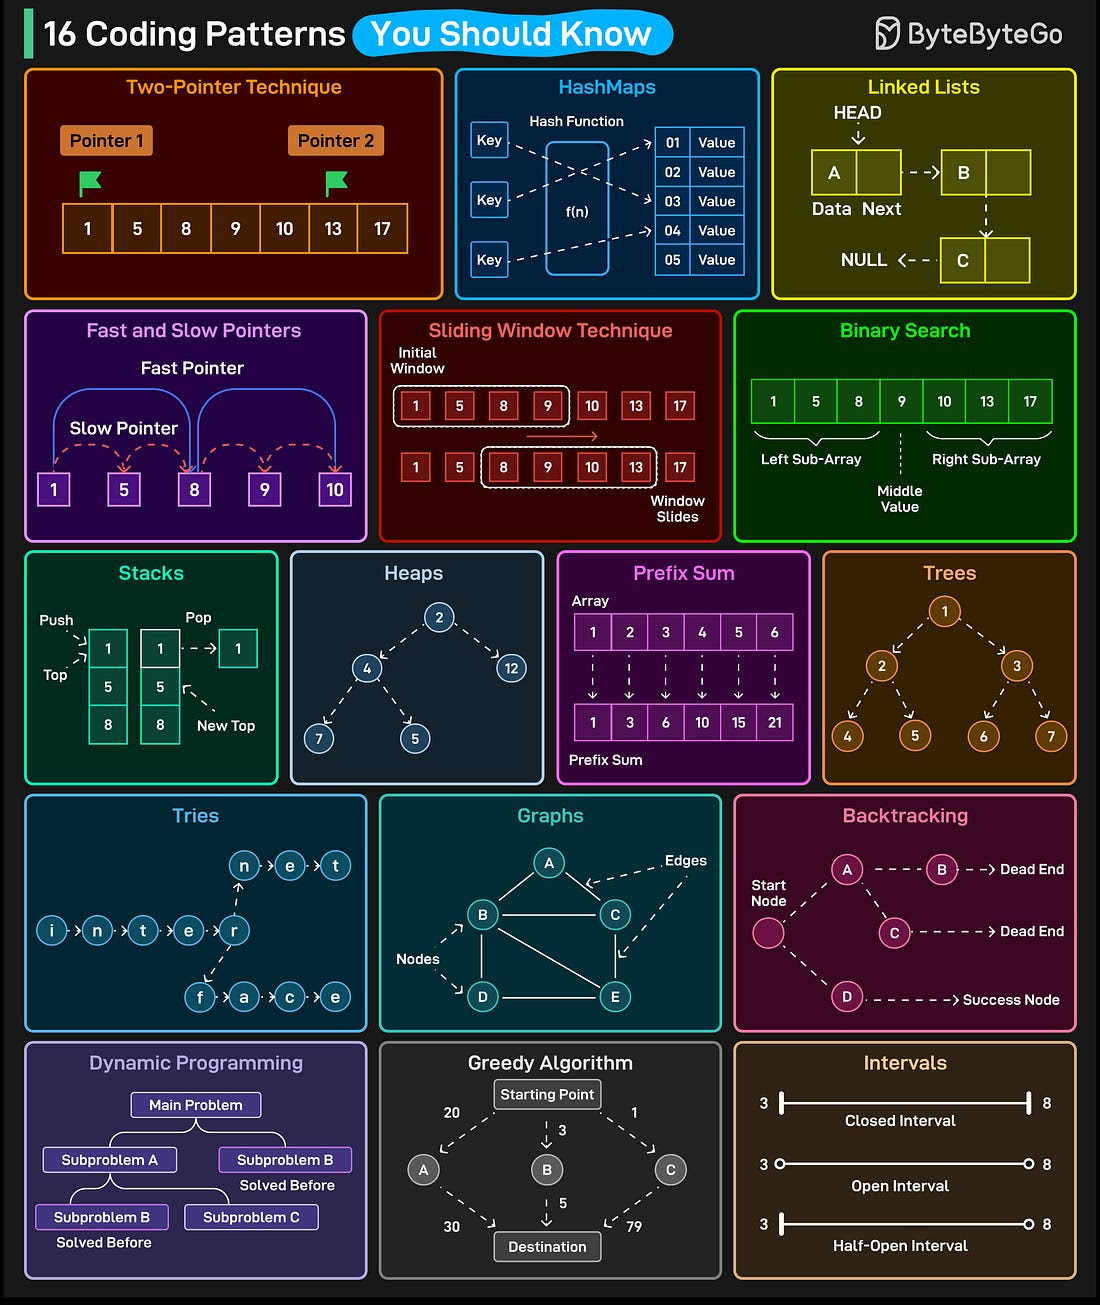 16 Coding Patterns You Should Know
ByteByteGo
Two-Pointer Technique
Pointer 1
Pointer 2
1 5 8 9 10 13 17
HashMaps
Hash Function
Key
Key
Key
f(n)
01 Value
02 Value
03 Value
04 Value
05 Value
Linked Lists
HEAD
A
B
Data Next
NULL
C
Fast and Slow Pointers
Fast Pointer
Slow Pointer
1 5 8 9 10
Sliding Window Technique
Initial
Window
1 5 8 9 10 13 17
1 5 8 9 10 13 17
Window
Slides
Binary Search
1 5 8 9 10 13 17
Left Sub-Array
Right Sub-Array
Middle
Value
Stacks
Push
Top
1
5
8
Pop
1
5
8
1
New Top
Heaps
2
4
12
7
5
Prefix Sum
Array
1 2 3 4 5 6
1 3 6 10 15 21
Prefix Sum
Trees
1
2
3
4
5
6
7
Tries
n e t
i n t e r
f a c e
Graphs
A
Edges
B
C
Nodes
D
E
Backtracking
Start
Node
A
B
Dead End
C
Dead End
D
Success Node
Dynamic Programming
Main Problem
Subproblem A
Subproblem B
Solved Before
Subproblem B
Subproblem C
Solved Before
Greedy Algorithm
Starting Point
20
3
1
A
B
C
30
5
79
Destination
Intervals
3 8
Closed Interval
3 8
Open Interval
3 8
Half-Open Interval